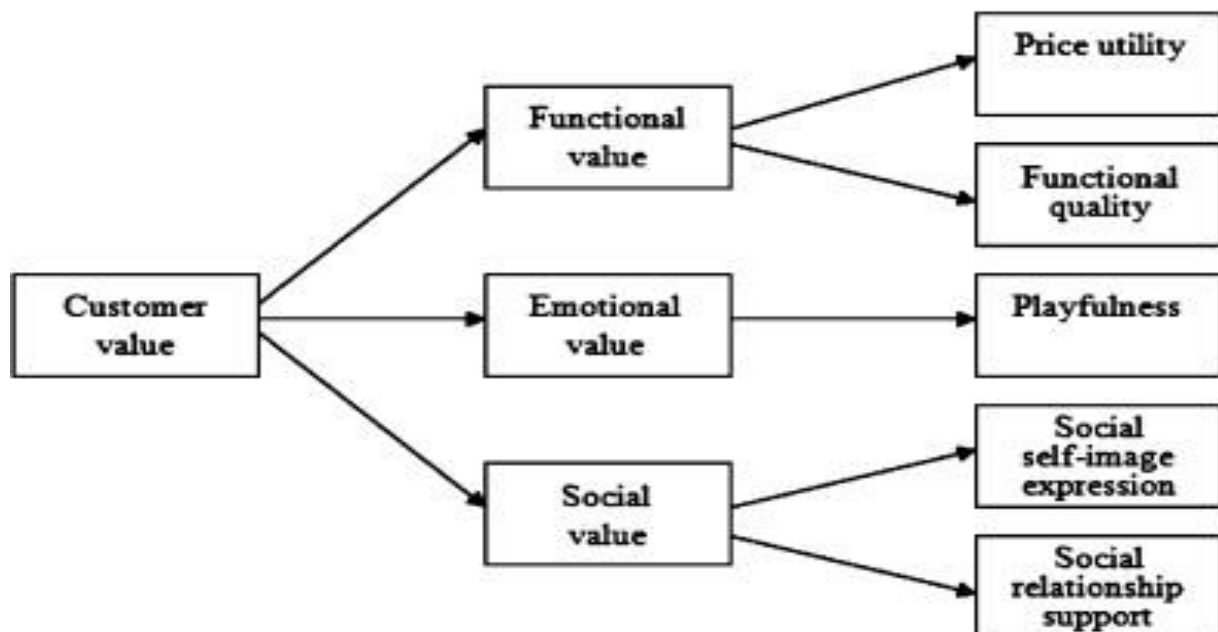 Price utility
Functional
value
Functional
quality
Customer
value
Emotional
value
Playfulness
Social
self-image
expression
Social
value
Social
relationship
support